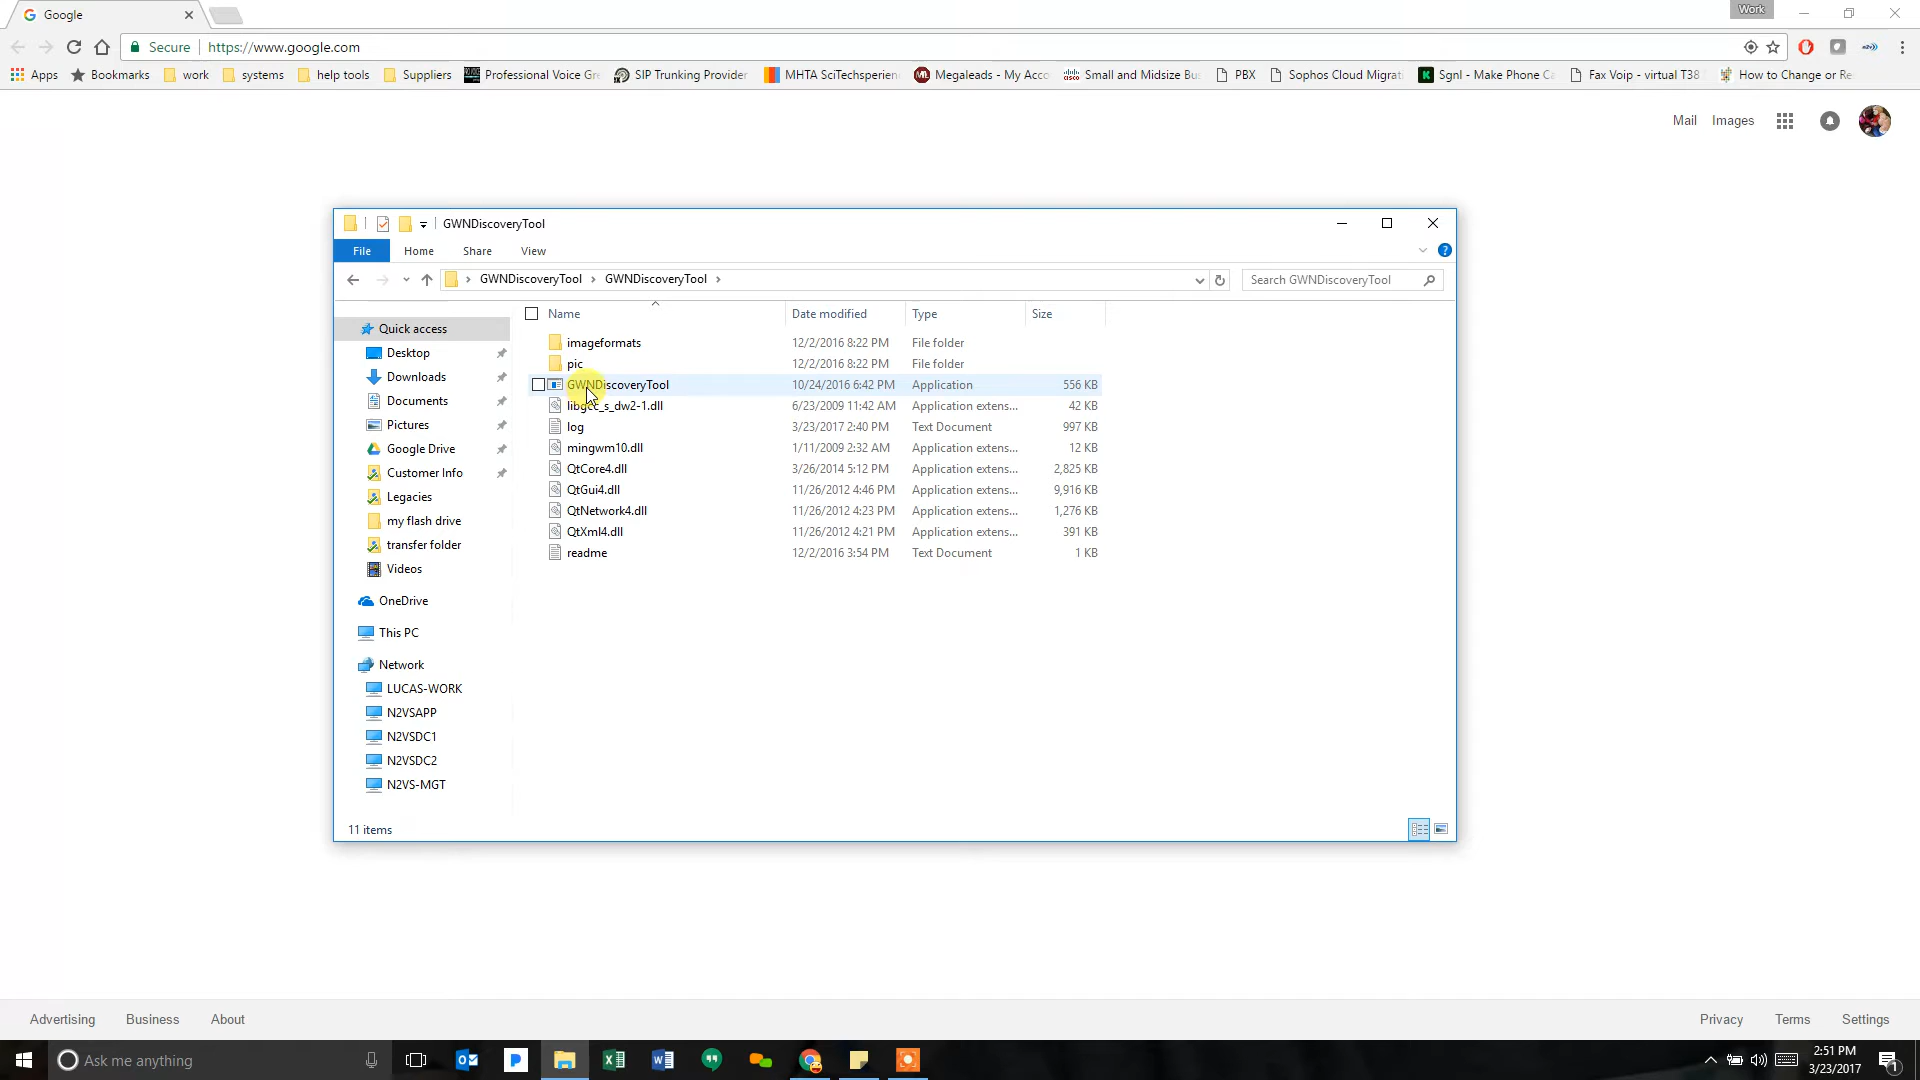 Google
Work
Secure https://www.google.com
Apps Bookmarks work systems help tools Suppliers Professional Voice Gre SIP Trunking Provider MHTA SciTechsperien Megaleads - My Acco Small and Midsize Bus PBX Sophos Cloud Migrati Sgnl - Make Phone Ca Fax Voip - virtual T38 How to Change or Re
Mail Images
GWNDiscoveryTool
File Home Share View
GWNDiscoveryTool GWNDiscoveryTool Search GWNDiscoveryTool
Name Date modified Type Size
imageformats 12/2/2016 8:22 PM File folder
pic 12/2/2016 8:22 PM File folder
GWNDiscoveryTool 10/24/2016 6:42 PM Application 556 KB
libgcc_s_dw2-1.dll 6/23/2009 11:42 AM Application extens... 42 KB
log 3/23/2017 2:40 PM Text Document 997 KB
mingwm10.dll 1/11/2009 2:32 AM Application extens... 12 KB
QtCore4.dll 3/26/2014 5:12 PM Application extens... 2,825 KB
QtGui4.dll 11/26/2012 4:46 PM Application extens... 9,916 KB
QtNetwork4.dll 11/26/2012 4:23 PM Application extens... 1,276 KB
QtXml4.dll 11/26/2012 4:21 PM Application extens... 391 KB
readme 12/2/2016 3:54 PM Text Document 1 KB
Quick access
Desktop
Downloads
Documents
Pictures
Google Drive
Customer Info
Legacies
my flash drive
transfer folder
Videos
OneDrive
This PC
Network
LUCAS-WORK
N2VSAPP
N2VSDC1
N2VSDC2
N2VS-MGT
11 items
Advertising Business About Privacy Terms Settings
Ask me anything
2:51 PM
3/23/2017
1